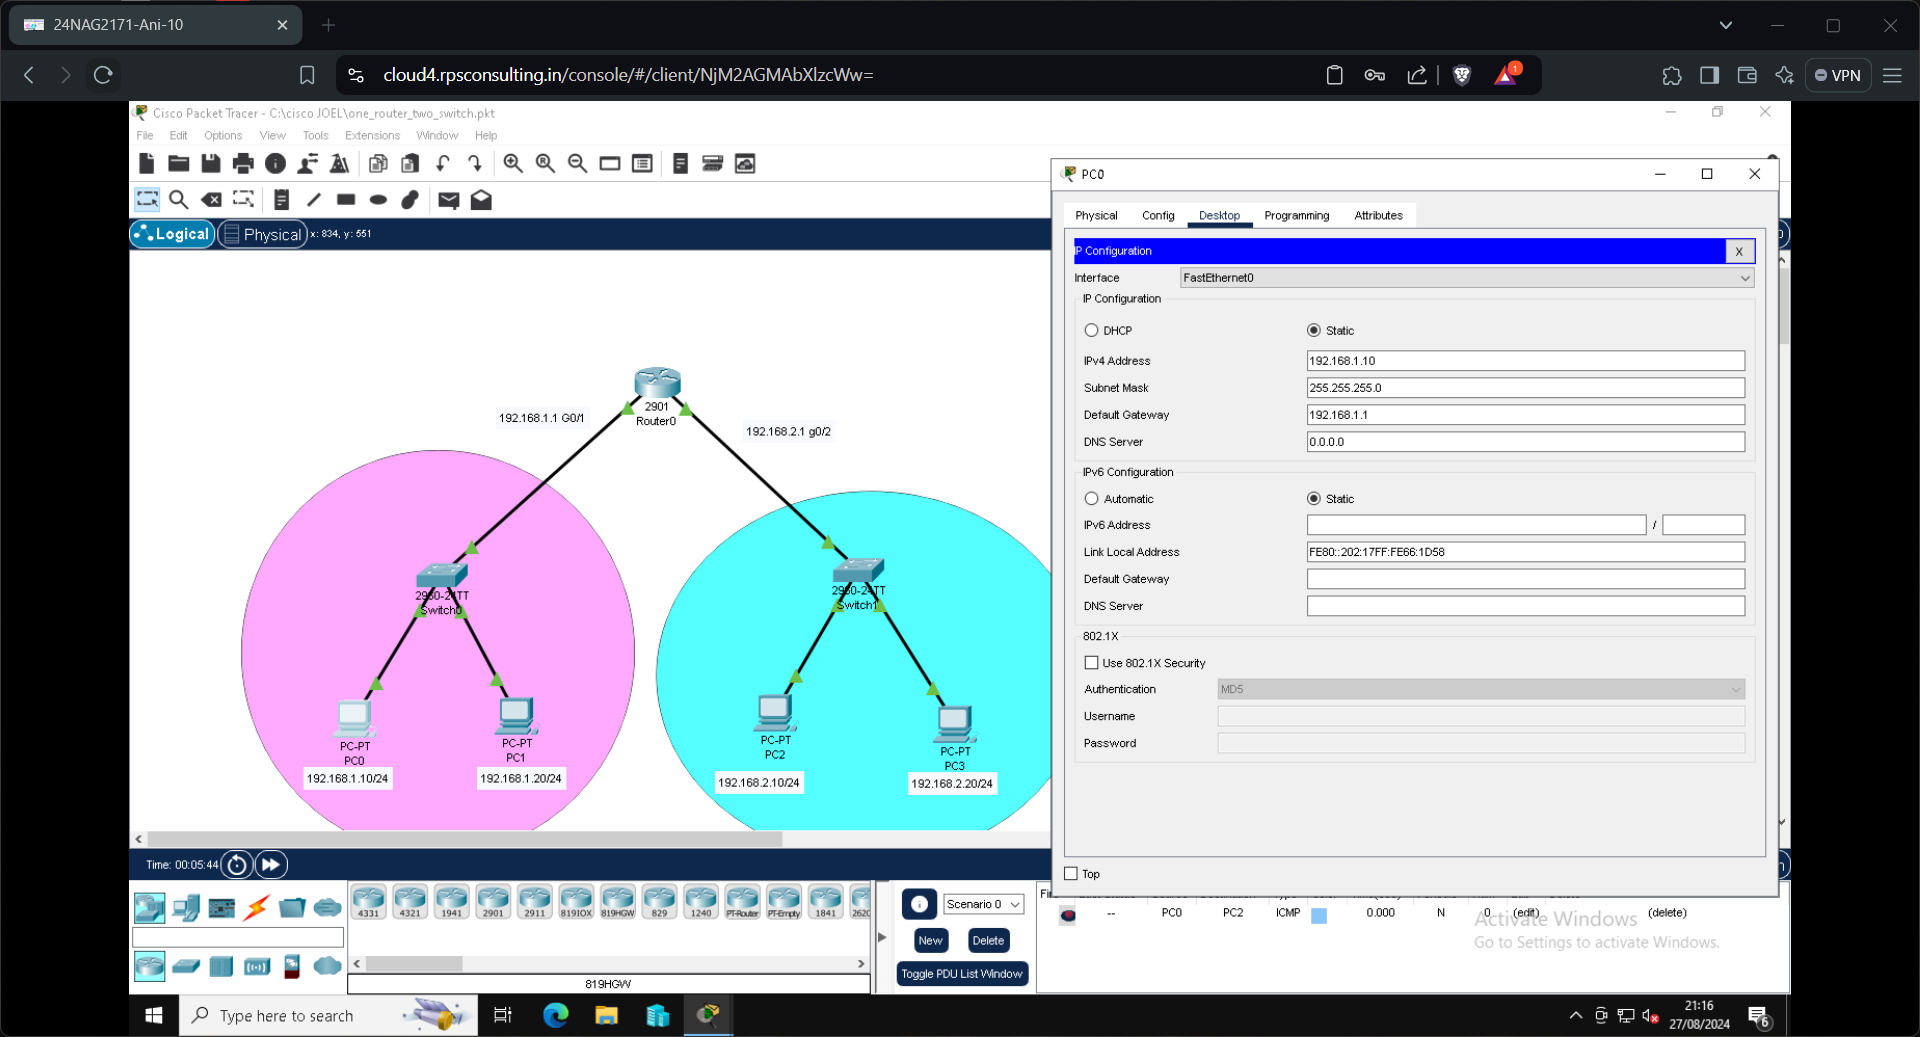 24NAG2171-Ani-10
cloud4.rpsconsulting.in/console/#/client/NjM2AGMAbXlzcWw=
1
VPN
Cisco Packet Tracer - C:\cisco JOEL\one_router_two_switch.pkt
File Edit Options View Tools Extensions Window Help
Logical Physical x: 834, y: 551
2901
Router0
192.168.1.1 G0/1
192.168.2.1 g0/2
2960-24TT
Switch0
2960-24TT
Switch1
PC-PT
PC0
192.168.1.10/24
PC-PT
PC1
192.168.1.20/24
PC-PT
PC2
192.168.2.10/24
PC-PT
PC3
192.168.2.20/24
PC0
Physical Config Desktop Programming Attributes
IP Configuration X
Interface FastEthernet0
IP Configuration
DHCP Static
IPv4 Address 192.168.1.10
Subnet Mask 255.255.255.0
Default Gateway 192.168.1.1
DNS Server 0.0.0.0
IPv6 Configuration
Automatic Static
IPv6 Address /
Link Local Address FE80::202:17FF:FE66:1D58
Default Gateway
DNS Server
802.1X
Use 802.1X Security
Authentication MD5
Username
Password
Top
Time: 00:05:44
4331 4321 1941 2901 2911 819IOX 819HGW 829 1240 PT-Router PT-Empty 1841 2620
819HGW
Scenario 0
New Delete
Toggle PDU List Window
-- PC0 PC2 ICMP 0.000 N 0 (edit) (delete)
Activate Windows
Go to Settings to activate Windows.
Type here to search
21:16
27/08/2024
6